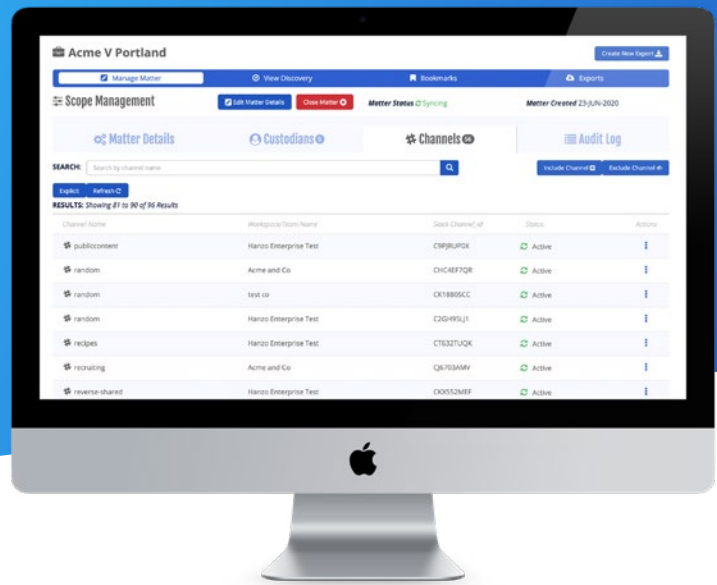 Acme V Portland
Create New Export
Manage Matter View Discovery Bookmarks Exports
Scope Management Edit Matter Details Close Matter Matter Status Syncing Matter Created 23-JUN-2020
Matter Details Custodians Channels Audit Log
SEARCH: Search by channel name Include Channel Exclude Channel
Explicit Refresh
RESULTS: Showing 81 to 90 of 96 Results
Channel Name Workspace/Team Name Slack Channel_id Status Actions
publiccontent Hanzo Enterprise Test Active
random Acme and Co CHC4EF7QR Active
random test co CK1880SCC Active
random Hanzo Enterprise Test C2GH9SLJ1 Active
recipes Hanzo Enterprise Test CT632TUQK Active
recruiting Acme and Co QJ6703AMV Active
reverse-shared Hanzo Enterprise Test CKX552MEF Active